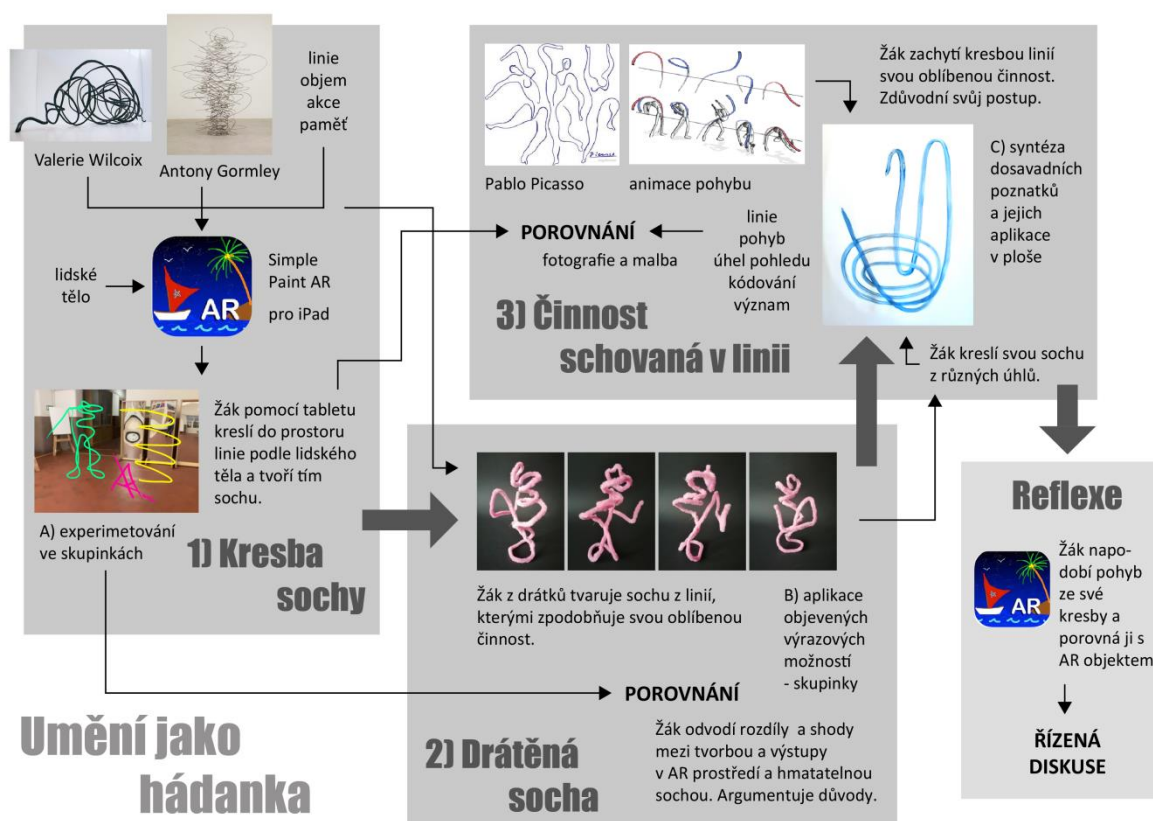 Valerie Wilcoix
Antony Gormley
linie
objem
akce
paměť
lidské
tělo
AR
Simple
Paint AR
pro iPad
A) experimetování
ve skupinkách
Žák pomocí tabletu
kreslí do prostoru
linie podle lidského
těla a tvoří tím
sochu.
1) Kresba
sochy
Umění jako
hádanka
Žák z drátků tvaruje sochu z linií,
kterými zpodobňuje svou oblíbenou
činnost.
B) aplikace
objevených
výrazových
možností
- skupinky
POROVNÁNÍ
Žák odvodí rozdíly a shody
mezi tvorbou a výstupy
v AR prostředí a hmatatelnou
sochou. Argumentuje důvody.
2) Drátěná
socha
Picasso
Pablo Picasso
animace pohybu
Žák zachytí kresbou linií
svou oblíbenou činnost.
Zdůvodní svůj postup.
POROVNÁNÍ
fotografie a malba
linie
pohyb
úhel pohledu
kódování
význam
C) syntéza
dosavadních
poznatků
a jejich
aplikace
v ploše
3) Činnost
schovaná v linii
Žák kreslí svou sochu
z různých úhlů.
Reflexe
AR
Žák napo-
dobí pohyb
ze své
kresby a
porovná ji s
AR objektem
ŘÍZENÁ
DISKUSE